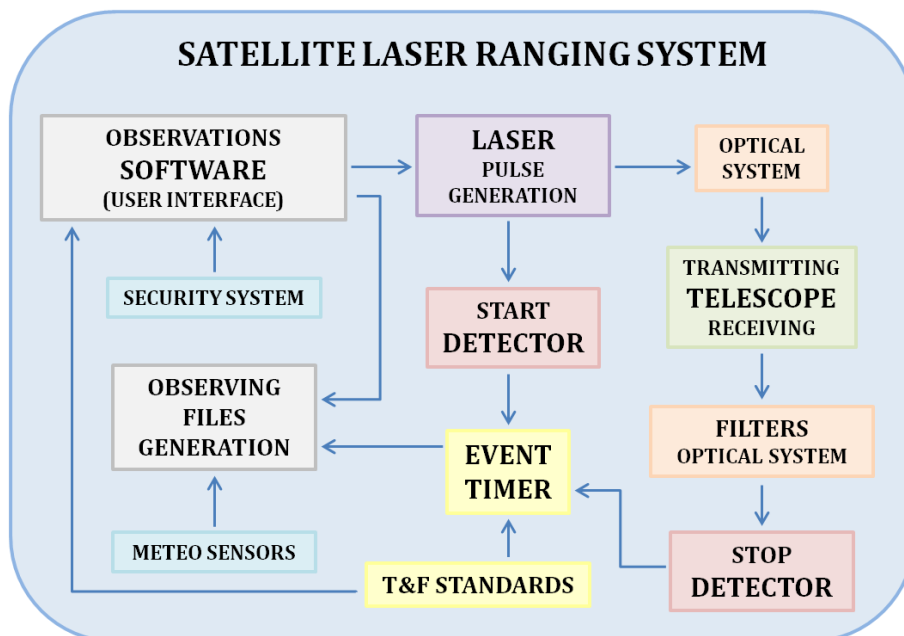 SATELLITE LASER RANGING SYSTEM
OBSERVATIONS
SOFTWARE
(USER INTERFACE)
LASER
PULSE
GENERATION
OPTICAL
SYSTEM
SECURITY SYSTEM
START
DETECTOR
TRANSMITTING
TELESCOPE
RECEIVING
OBSERVING
FILES
GENERATION
EVENT
TIMER
FILTERS
OPTICAL SYSTEM
METEO SENSORS
T&F STANDARDS
STOP
DETECTOR